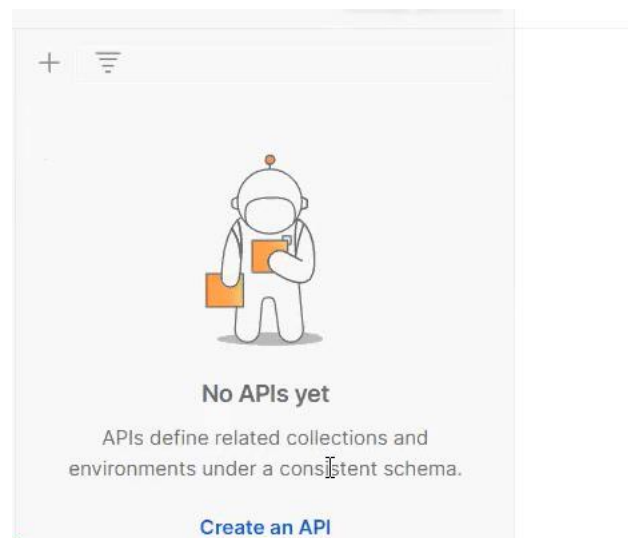 No APIs yet
APIs define related collections and
environments under a consistent schema.
Create an API